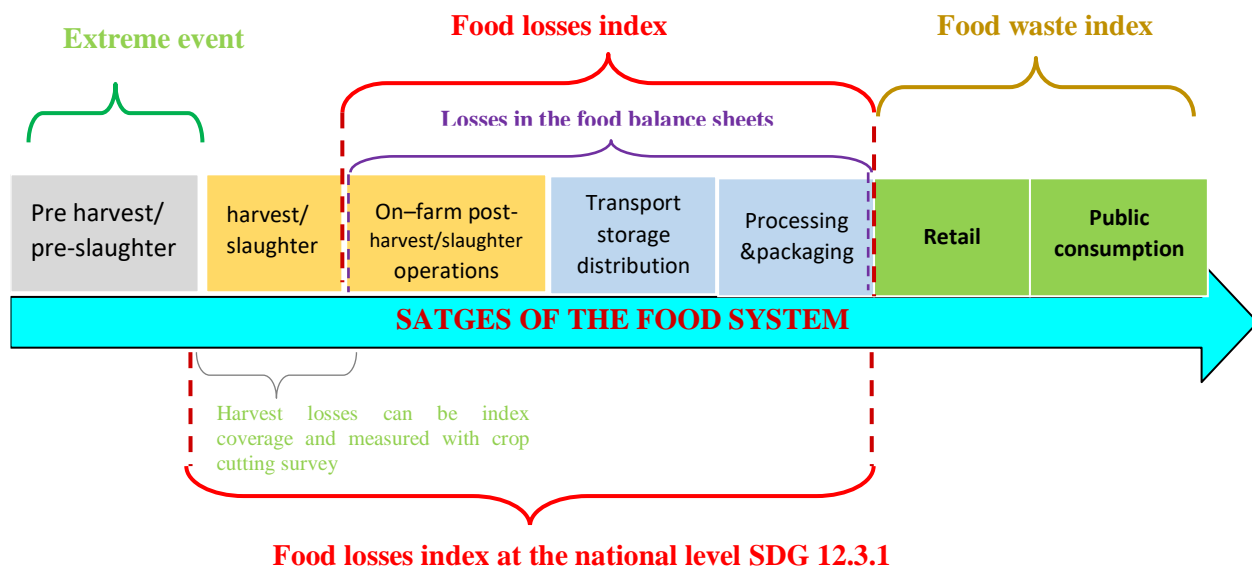 Extreme event
Food losses index
Food waste index
Losses in the food balance sheets
Pre harvest/
pre-slaughter
harvest/
slaughter
On–farm post-
harvest/slaughter
operations
Transport
storage
distribution
Processing
&packaging
Retail
Public
consumption
SATGES OF THE FOOD SYSTEM
Harvest losses can be index
coverage and measured with crop
cutting survey
Food losses index at the national level SDG 12.3.1